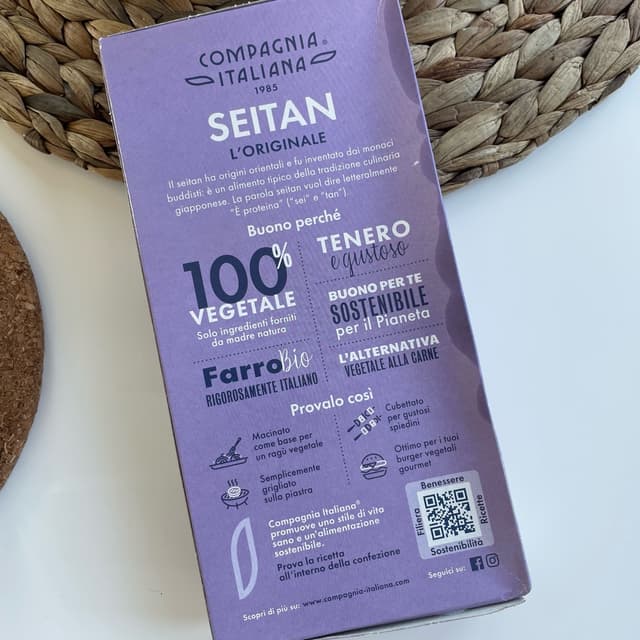 COMPAGNIA®
ITALIANA
1985
SEITAN
L'ORIGINALE
Il seitan ha origini orientali e fu inventato dai monaci
buddisti: è un alimento tipico della tradizione culinaria
giapponese. La parola seitan vuol dire letteralmente
"È proteina" ("sei" e "tan").
Buono perché
100%
VEGETALE
Solo ingredienti forniti
da madre natura
TENERO
e gustoso
BUONO PER TE
SOSTENIBILE
per il Pianeta
Farro Bio
RIGOROSAMENTE ITALIANO
L'ALTERNATIVA
VEGETALE ALLA CARNE
Provalo così
Macinato
come base per
un ragù vegetale
Cubettato
per gustosi
spiedini
Semplicemente
grigliato
sulla piastra
Ottimo per i tuoi
burger vegetali
gourmet
Compagnia Italiana®
promuove uno stile di vita
sano e un'alimentazione
sostenibile.
Prova la ricetta
all'interno della confezione
Benessere
Filiera
Ricette
Sostenibilità
Scopri di più su: www.compagnia-italiana.com
Seguici su: